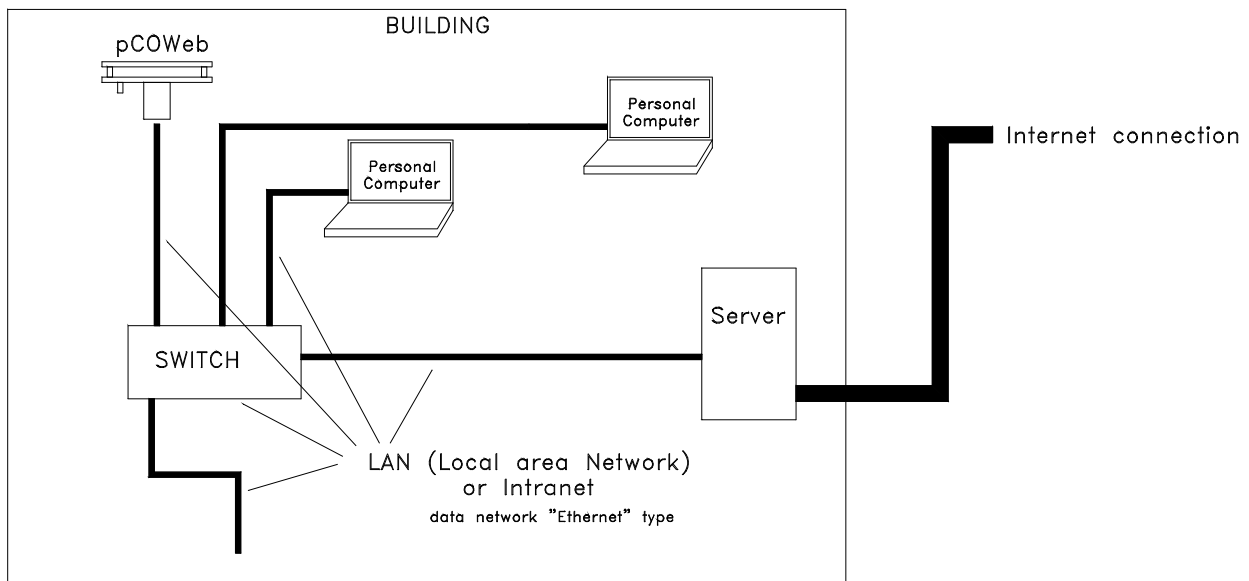 BUILDING
pCOWeb
Personal
Computer
Personal
Computer
Internet connection
Server
SWITCH
LAN (Local area Network)
or Intranet
data network "Ethernet" type